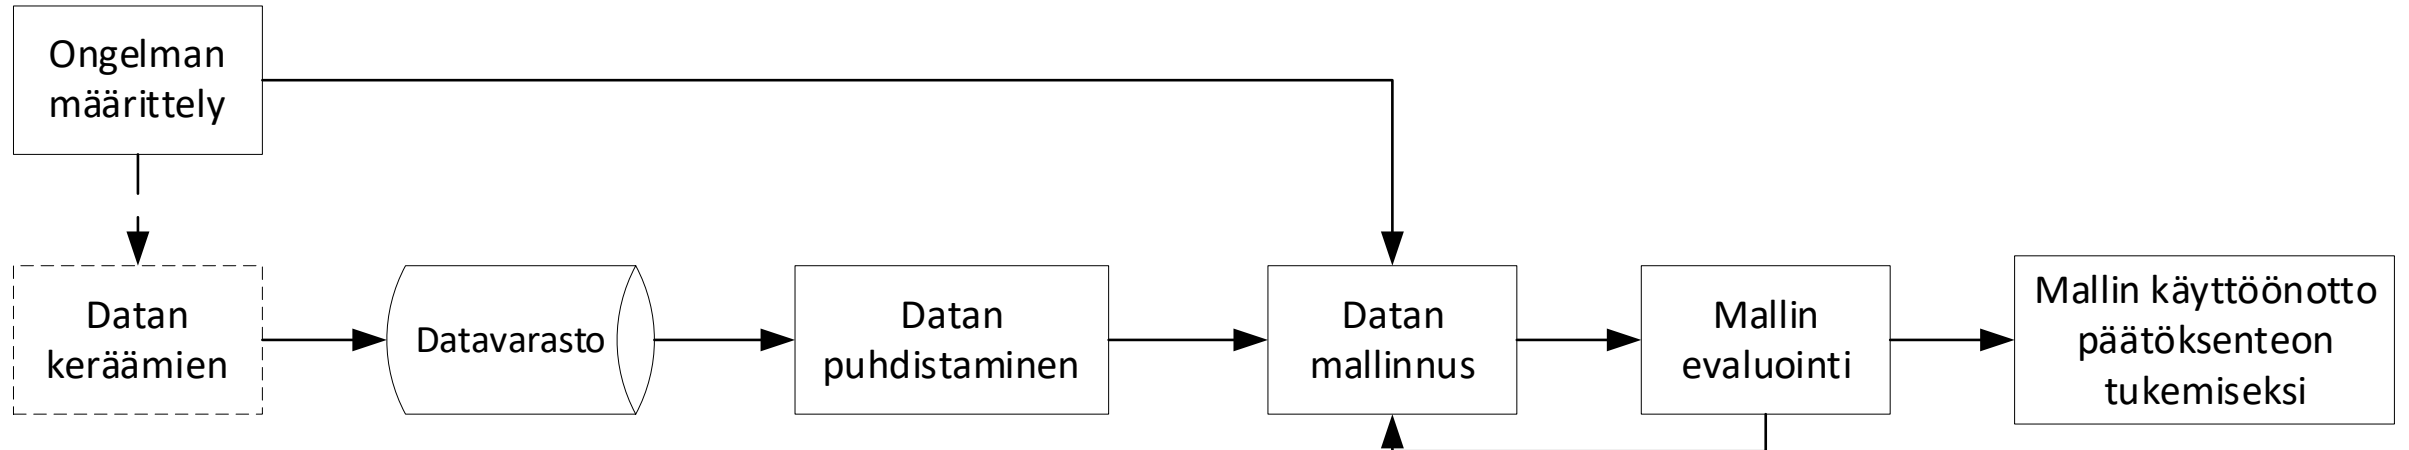 Ongelman
määrittely
Datan
keräämien
Datavarasto
Datan
puhdistaminen
Datan
mallinnus
Mallin
evaluointi
Mallin käyttöönotto
päätöksenteon
tukemiseksi